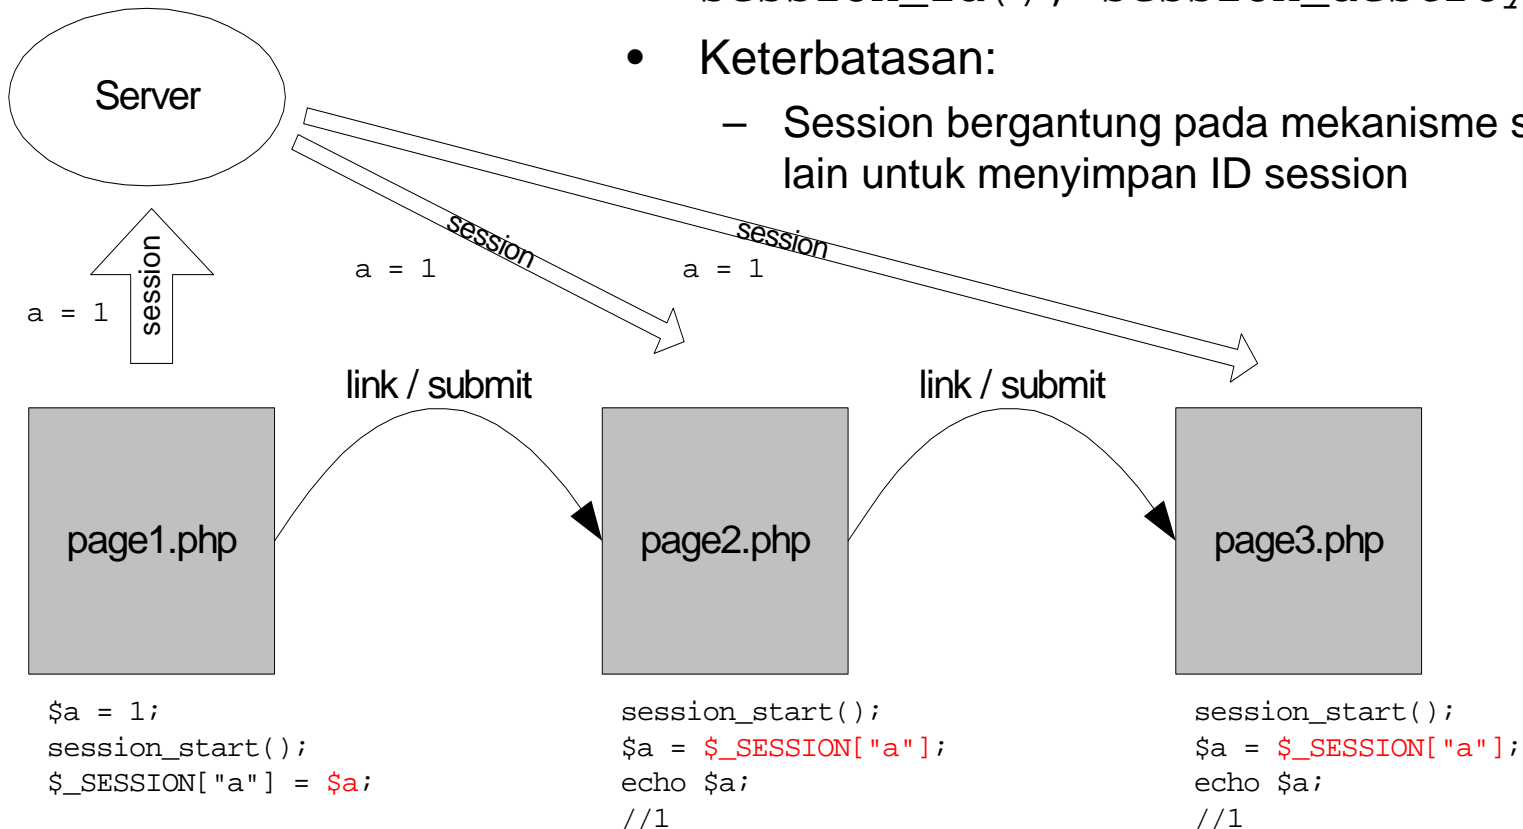 Server
• Keterbatasan:
– Session bergantung pada mekanisme
lain untuk menyimpan ID session
session
session
session
a = 1
a = 1
a = 1
link / submit
link / submit
page1.php
page2.php
page3.php
$a = 1;
session_start();
$_SESSION["a"] = $a;
session_start();
$a = $_SESSION["a"];
echo $a;
//1
session_start();
$a = $_SESSION["a"];
echo $a;
//1